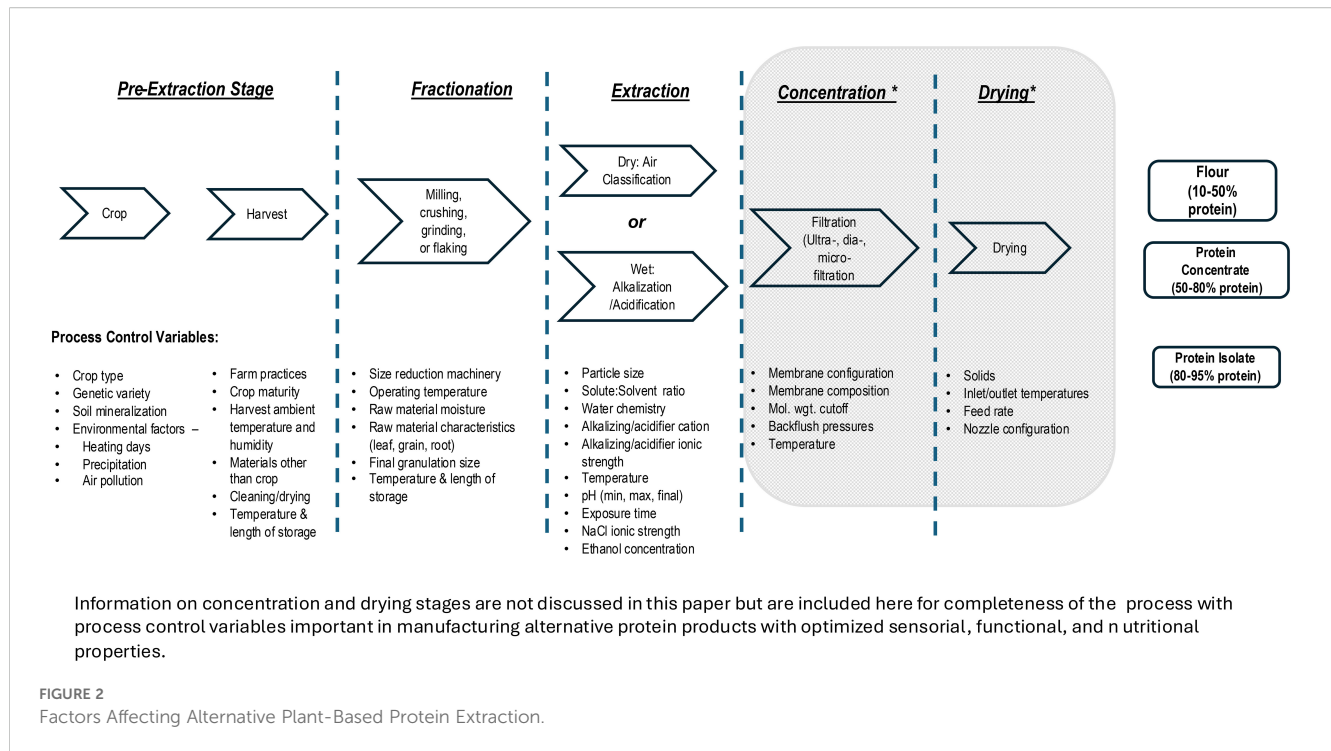 Pre-Extraction Stage
Fractionation
Extraction
Concentration *
Drying*
Crop
Harvest
Milling,
crushing,
grinding,
or flaking
Dry: Air
Classification
or
Wet:
Alkalization
/Acidification
Filtration
(Ultra-, dia-,
micro-
filtration
Drying
Flour
(10-50%
protein)
Protein
Concentrate
(50-80% protein)
Protein Isolate
(80-95% protein)
Process Control Variables:
• Crop type
• Genetic variety
• Soil mineralization
• Environmental factors –
• Heating days
• Precipitation
• Air pollution
• Farm practices
• Crop maturity
• Harvest ambient
temperature and
humidity
• Materials other
than crop
• Cleaning/drying
• Temperature &
length of storage
• Size reduction machinery
• Operating temperature
• Raw material moisture
• Raw material characteristics
(leaf, grain, root)
• Final granulation size
• Temperature & length of
storage
• Particle size
• Solute:Solvent ratio
• Water chemistry
• Alkalizing/acidifier cation
• Alkalizing/acidifier ionic
strength
• Temperature
• pH (min, max, final)
• Exposure time
• NaCl ionic strength
• Ethanol concentration
• Membrane configuration
• Membrane composition
• Mol. wgt. cutoff
• Backflush pressures
• Temperature
• Solids
• Inlet/outlet temperatures
• Feed rate
• Nozzle configuration
Information on concentration and drying stages are not discussed in this paper but are included here for completeness of the process with
process control variables important in manufacturing alternative protein products with optimized sensorial, functional, and n utritional
properties.
FIGURE 2
Factors Affecting Alternative Plant-Based Protein Extraction.